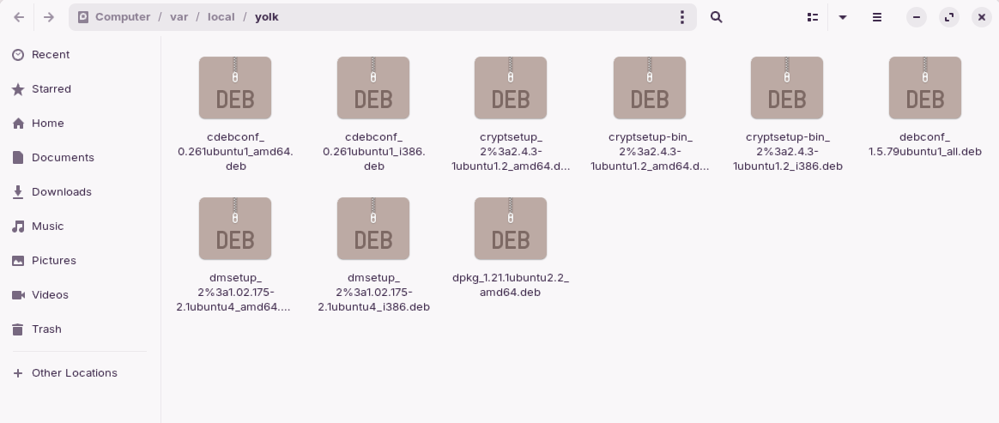 Computer / var / local / yolk
Recent
Starred
Home
Documents
Downloads
Music
Pictures
Videos
Trash
Other Locations
DEB
cdebconf_
0.261ubuntu1_amd64.
deb
DEB
cdebconf_
0.261ubuntu1_i386.
deb
DEB
cryptsetup_
2%3a2.4.3-
1ubuntu1.2_amd64.d...
DEB
cryptsetup-bin_
2%3a2.4.3-
1ubuntu1.2_amd64.d...
DEB
cryptsetup-bin_
2%3a2.4.3-
1ubuntu1.2_i386.deb
DEB
debconf_
1.5.79ubuntu1_all.deb
DEB
dmsetup_
2%3a1.02.175-
2.1ubuntu4_amd64....
DEB
dmsetup_
2%3a1.02.175-
2.1ubuntu4_i386.deb
DEB
dpkg_1.21.1ubuntu2.2_
amd64.deb